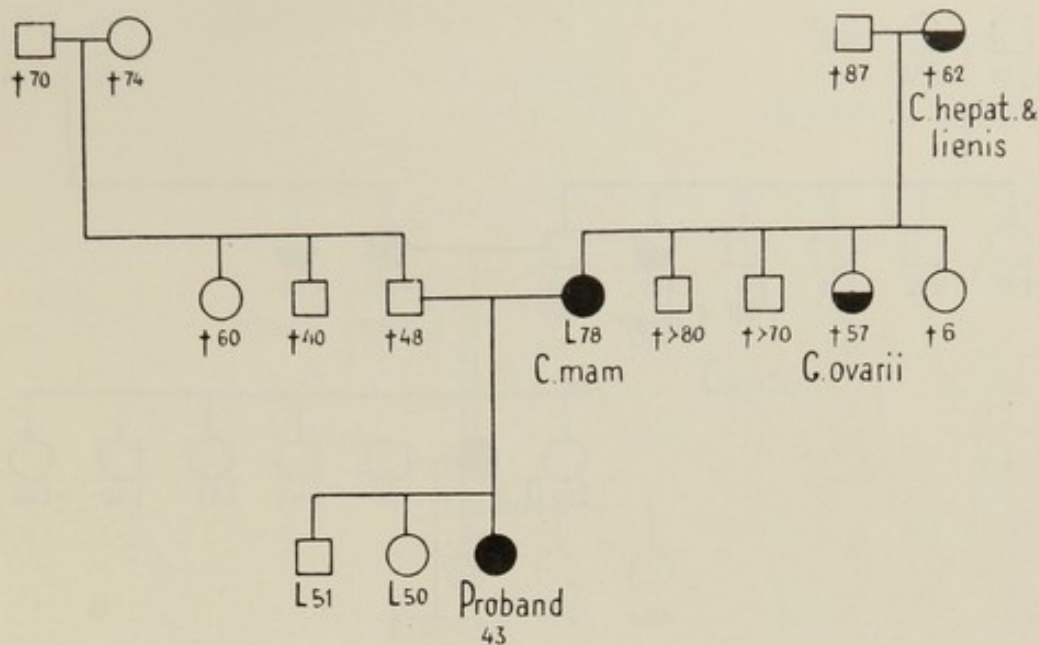 †70 †74 †87 †62
C.hepat.&
lienis
†60 †40 †48 L78 †>80 †>70 †57 †6
C.mam C.ovarii
L51 L50 Proband
43